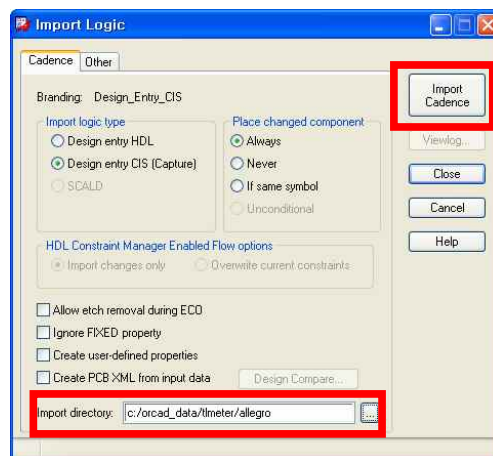 Import Logic
Cadence Other
Branding: Design_Entry_CIS
Import logic type
Design entry HDL
Design entry CIS (Capture)
SCALD
Place changed component
Always
Never
If same symbol
Unconditional
HDL Constraint Manager Enabled Flow options
Import changes only Overwrite current constraints
Allow etch removal during ECO
Ignore FIXED property
Create user-defined properties
Create PCB XML from input data Design Compare...
Import directory: c:/orcad_data/tlmeter/allegro ...
Import
Cadence
Viewlog...
Close
Cancel
Help